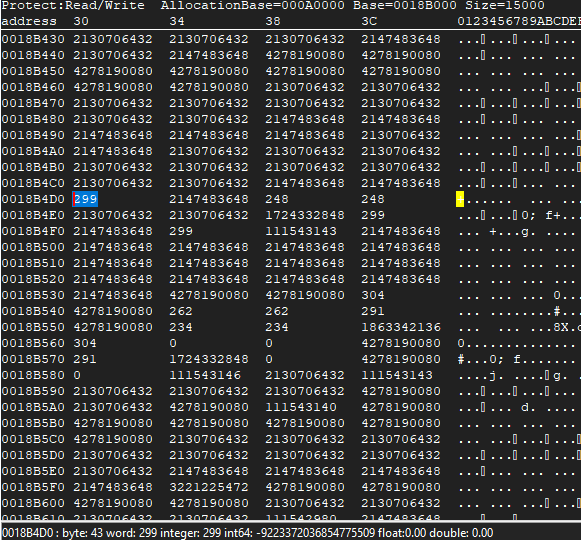 Protect:Read/Write AllocationBase=000A0000 Base=0018B000 Size=15000
address 30 34 38 3C 0123456789ABCDE
0018B430 2130706432 2130706432 2130706432 2147483648
0018B440 2130706432 2147483648 2147483648 4278190080
0018B450 4278190080 4278190080 4278190080 4278190080
0018B460 4278190080 4278190080 2130706432 2130706432
0018B470 2130706432 2130706432 2130706432 2130706432
0018B480 2130706432 2130706432 2147483648 2147483648
0018B490 2147483648 2147483648 2147483648 2130706432
0018B4A0 2147483648 2130706432 2130706432 2130706432
0018B4B0 2130706432 2130706432 2130706432 2130706432
0018B4C0 2130706432 2130706432 2147483648 2147483648
0018B4D0 299 2147483648 248 248
0018B4E0 2130706432 2130706432 1724332848 299
0018B4F0 2147483648 299 111543143 2147483648
0018B500 2147483648 2147483648 2147483648 2147483648
0018B510 2147483648 2147483648 2147483648 2147483648
0018B520 2147483648 2147483648 2147483648 2147483648
0018B530 2147483648 4278190080 4278190080 304
0018B540 4278190080 262 262 291
0018B550 4278190080 234 234 1863342136
0018B560 304 0 0 4278190080
0018B570 291 1724332848 0 4278190080
0018B580 0 111543146 2130706432 111543143
0018B590 2130706432 2130706432 2130706432 4278190080
0018B5A0 2130706432 4278190080 111543140 4278190080
0018B5B0 4278190080 4278190080 4278190080 4278190080
0018B5C0 4278190080 2130706432 2130706432 2130706432
0018B5D0 2130706432 2130706432 2130706432 2130706432
0018B5E0 2130706432 2147483648 2147483648 2147483648
0018B5F0 2147483648 3221225472 4278190080 4278190080
0018B600 4278190080 4278190080 2130706432 2130706432
0018B4D0 : byte: 43 word: 299 integer: 299 int64: -9223372036854775509 float:0.00 double: 0.00